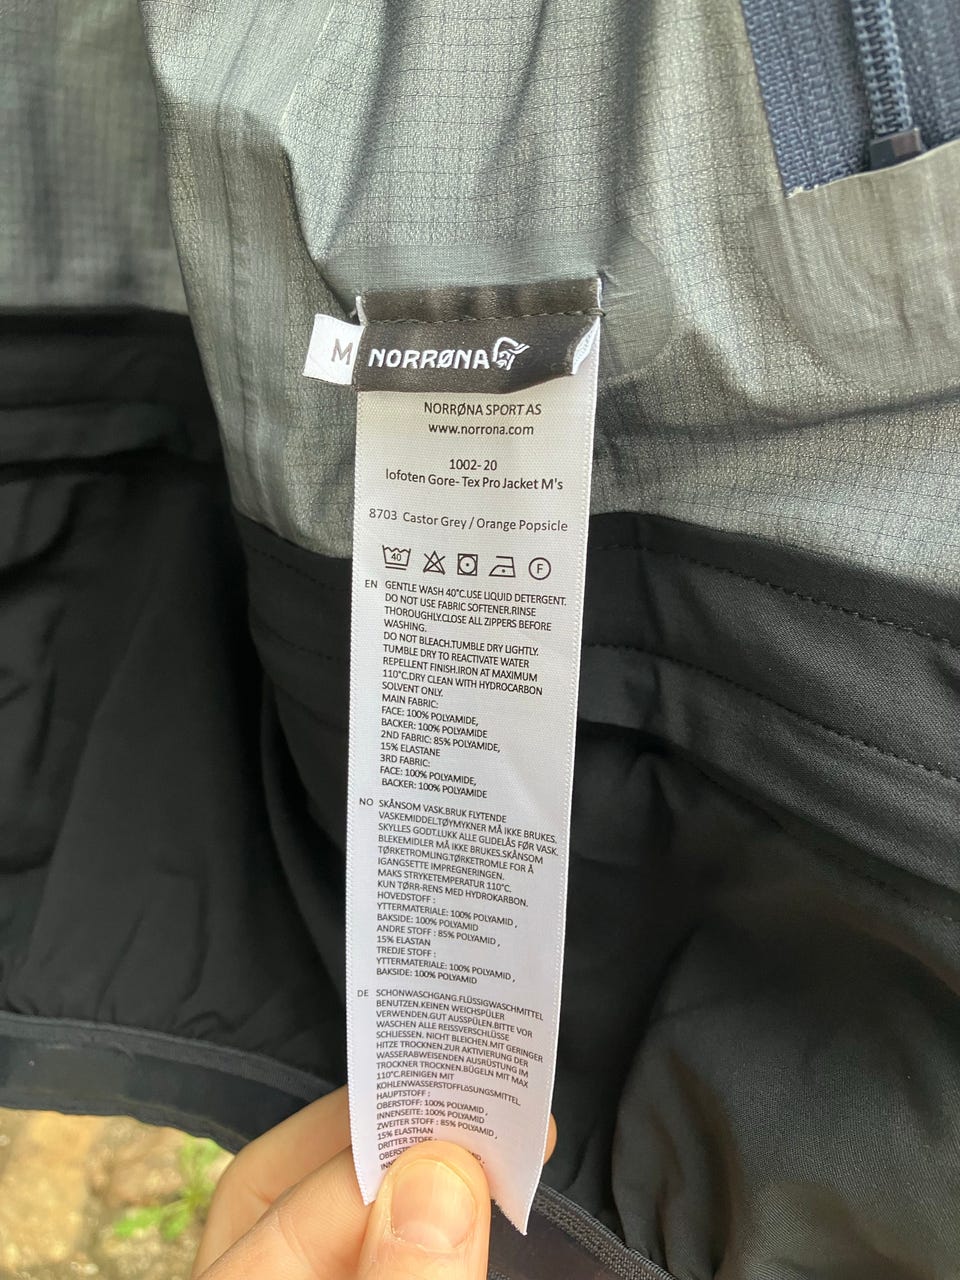 M
NORRØNA
NORRØNA SPORT AS
www.norrona.com
1002-20
lofoten Gore-Tex Pro Jacket M's
8703 Castor Grey / Orange Popsicle
40
F
EN GENTLE WASH 40°C.USE LIQUID DETERGENT.
DO NOT USE FABRIC SOFTENER.RINSE
THOROUGHLY.CLOSE ALL ZIPPERS BEFORE
WASHING.
DO NOT BLEACH.TUMBLE DRY LIGHTLY.
TUMBLE DRY TO REACTIVATE WATER
REPELLENT FINISH.IRON AT MAXIMUM
110°C.DRY CLEAN WITH HYDROCARBON
SOLVENT ONLY.
MAIN FABRIC:
FACE: 100% POLYAMIDE,
BACKER: 100% POLYAMIDE
2ND FABRIC: 85% POLYAMIDE,
15% ELASTANE
3RD FABRIC:
FACE: 100% POLYAMIDE,
BACKER: 100% POLYAMIDE
NO SKÅNSOM VASK.BRUK FLYTENDE
VASKEMIDDEL.TØYMYKNER MÅ IKKE BRUKES.
SKYLLES GODT.LUKK ALLE GLIDELÅS FØR VASK.
BLEKEMIDLER MÅ IKKE BRUKES.SKÅNSOM
TØRKETROMLING.TØRKETROMLE FOR Å
IGANGSETTE IMPREGNERINGEN.
MAKS STRYKETEMPERATUR 110°C.
KUN TØRR-RENS MED HYDROKARBON.
HOVEDSTOFF :
YTTERMATERIALE: 100% POLYAMID ,
BAKSIDE: 100% POLYAMID
ANDRE STOFF : 85% POLYAMID ,
15% ELASTAN
TREDJE STOFF :
YTTERMATERIALE: 100% POLYAMID ,
BAKSIDE: 100% POLYAMID
DE SCHONWASCHGANG.FLÜSSIGWASCHMITTEL
BENUTZEN.KEINEN WEICHSPÜLER
VERWENDEN.GUT AUSSPÜLEN.BITTE VOR
WASCHEN ALLE REISSVERSCHLÜSSE
SCHLIESSEN. NICHT BLEICHEN.MIT GERINGER
HITZE TROCKNEN.ZUR AKTIVIERUNG DER
WASSERABWEISENDEN AUSRÜSTUNG IM
TROCKNER TROCKNEN.BÜGELN MIT MAX
110°C.REINIGEN MIT
KOHLENWASSERSTOFFLöSUNGSMITTEL
HAUPTSTOFF :
OBERSTOFF: 100% POLYAMID ,
INNENSEITE: 100% POLYAMID
ZWEITER STOFF : 85% POLYAMID ,
15% ELASTHAN
DRITTER STOFF :